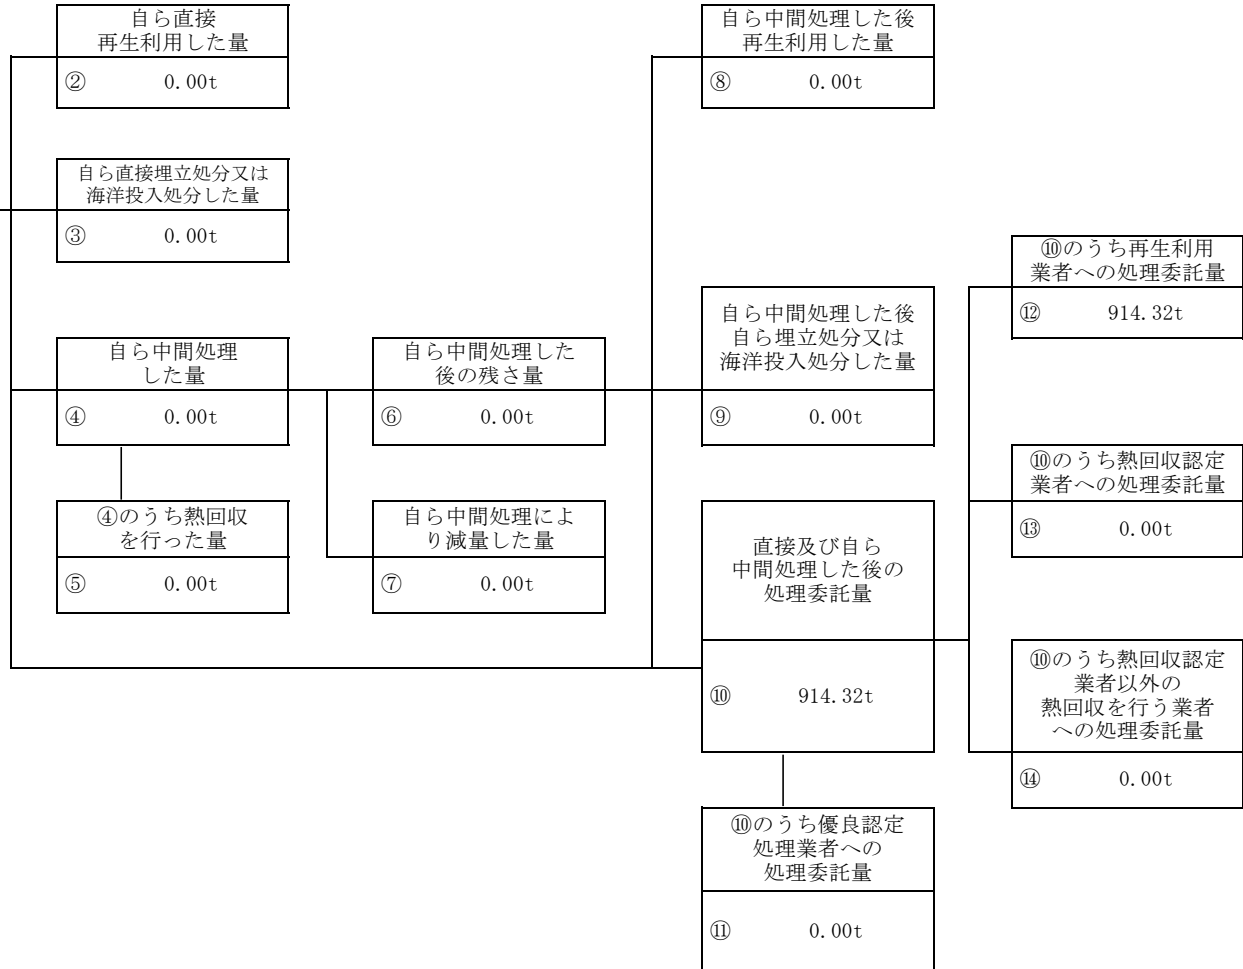 自ら直接
再生利用した量
② 0.00t
自ら直接埋立処分又は
海洋投入処分した量
③ 0.00t
自ら中間処理
した量
④ 0.00t
④のうち熱回収
を行った量
⑤ 0.00t
自ら中間処理した
後の残さ量
⑥ 0.00t
自ら中間処理によ
り減量した量
⑦ 0.00t
自ら中間処理した後
再生利用した量
⑧ 0.00t
自ら中間処理した後
自ら埋立処分又は
海洋投入処分した量
⑨ 0.00t
直接及び自ら
中間処理した後の
処理委託量
⑩ 914.32t
⑩のうち優良認定
処理業者への
処理委託量
⑪ 0.00t
⑩のうち再生利用
業者への処理委託量
⑫ 914.32t
⑩のうち熱回収認定
業者への処理委託量
⑬ 0.00t
⑩のうち熱回収認定
業者以外の
熱回収を行う業者
への処理委託量
⑭ 0.00t